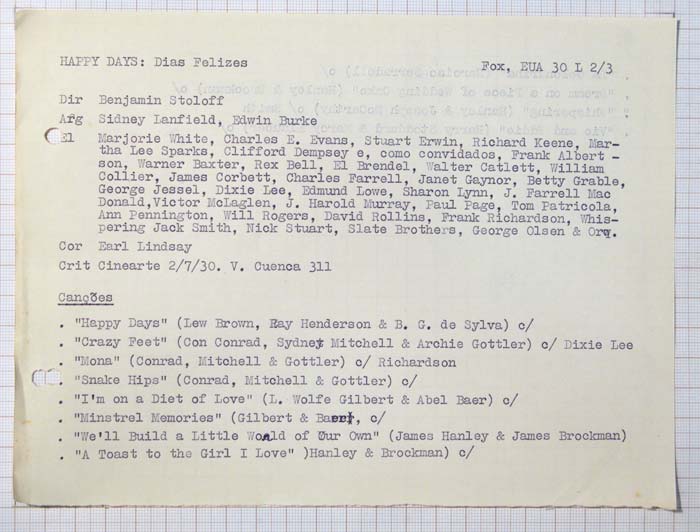 HAPPY DAYS: Dias Felizes Fox, EUA 30 L 2/3
Dir Benjamin Stoloff
Arg Sidney Lanfield, Edwin Burke
El Marjorie White, Charles E. Evans, Stuart Erwin, Richard Keene, Mar-
tha Lee Sparks, Clifford Dempsey e, como convidados, Frank Albert -
son, Warner Baxter, Rex Bell, El Brendel, Walter Catlett, William
Collier, James Corbett, Charles Farrell, Janet Gaynor, Betty Grable,
George Jessel, Dixie Lee, Edmund Lowe, Sharon Lynn, J. Farrell Mac
Donald,Victor McLaglen, J. Harold Murray, Paul Page, Tom Patricola,
Ann Pennington, Will Rogers, David Rollins, Frank Richardson, Whis-
pering Jack Smith, Nick Stuart, Slate Brothers, George Olsen & Orq.
Cor Earl Lindsay
Crit Cinearte 2/7/30. V. Cuenca 311
Canções
. "Happy Days" (Lew Brown, Ray Henderson & B. G. de Sylva) c/
. "Crazy Feet" (Con Conrad, Sydney Mitchell & Archie Gottler) c/ Dixie Lee
. "Mona" (Conrad, Mitchell & Gottler) c/ Richardson
. "Snake Hips" (Conrad, Mitchell & Gottler) c/
. "I'm on a Diet of Love" (L. Wolfe Gilbert & Abel Baer) c/
. "Minstrel Memories" (Gilbert & Baer), c/
. "We'll Build a Little World of Our Own" (James Hanley & James Brockman)
. "A Toast to the Girl I Love" )Hanley & Brockman) c/